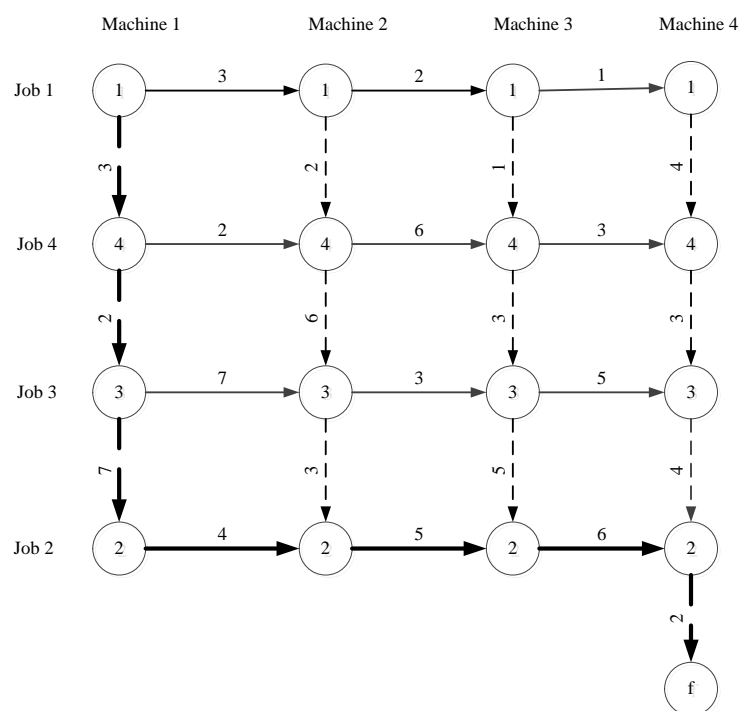 Machine 1 Machine 2 Machine 3 Machine 4
Job 1 1 3 1 2 1 1 1
3 2 1 4
Job 4 4 2 4 6 4 3 4
2 6 3 3
Job 3 3 7 3 3 3 5 3
7 3 5 4
Job 2 2 4 2 5 2 6 2
2
f